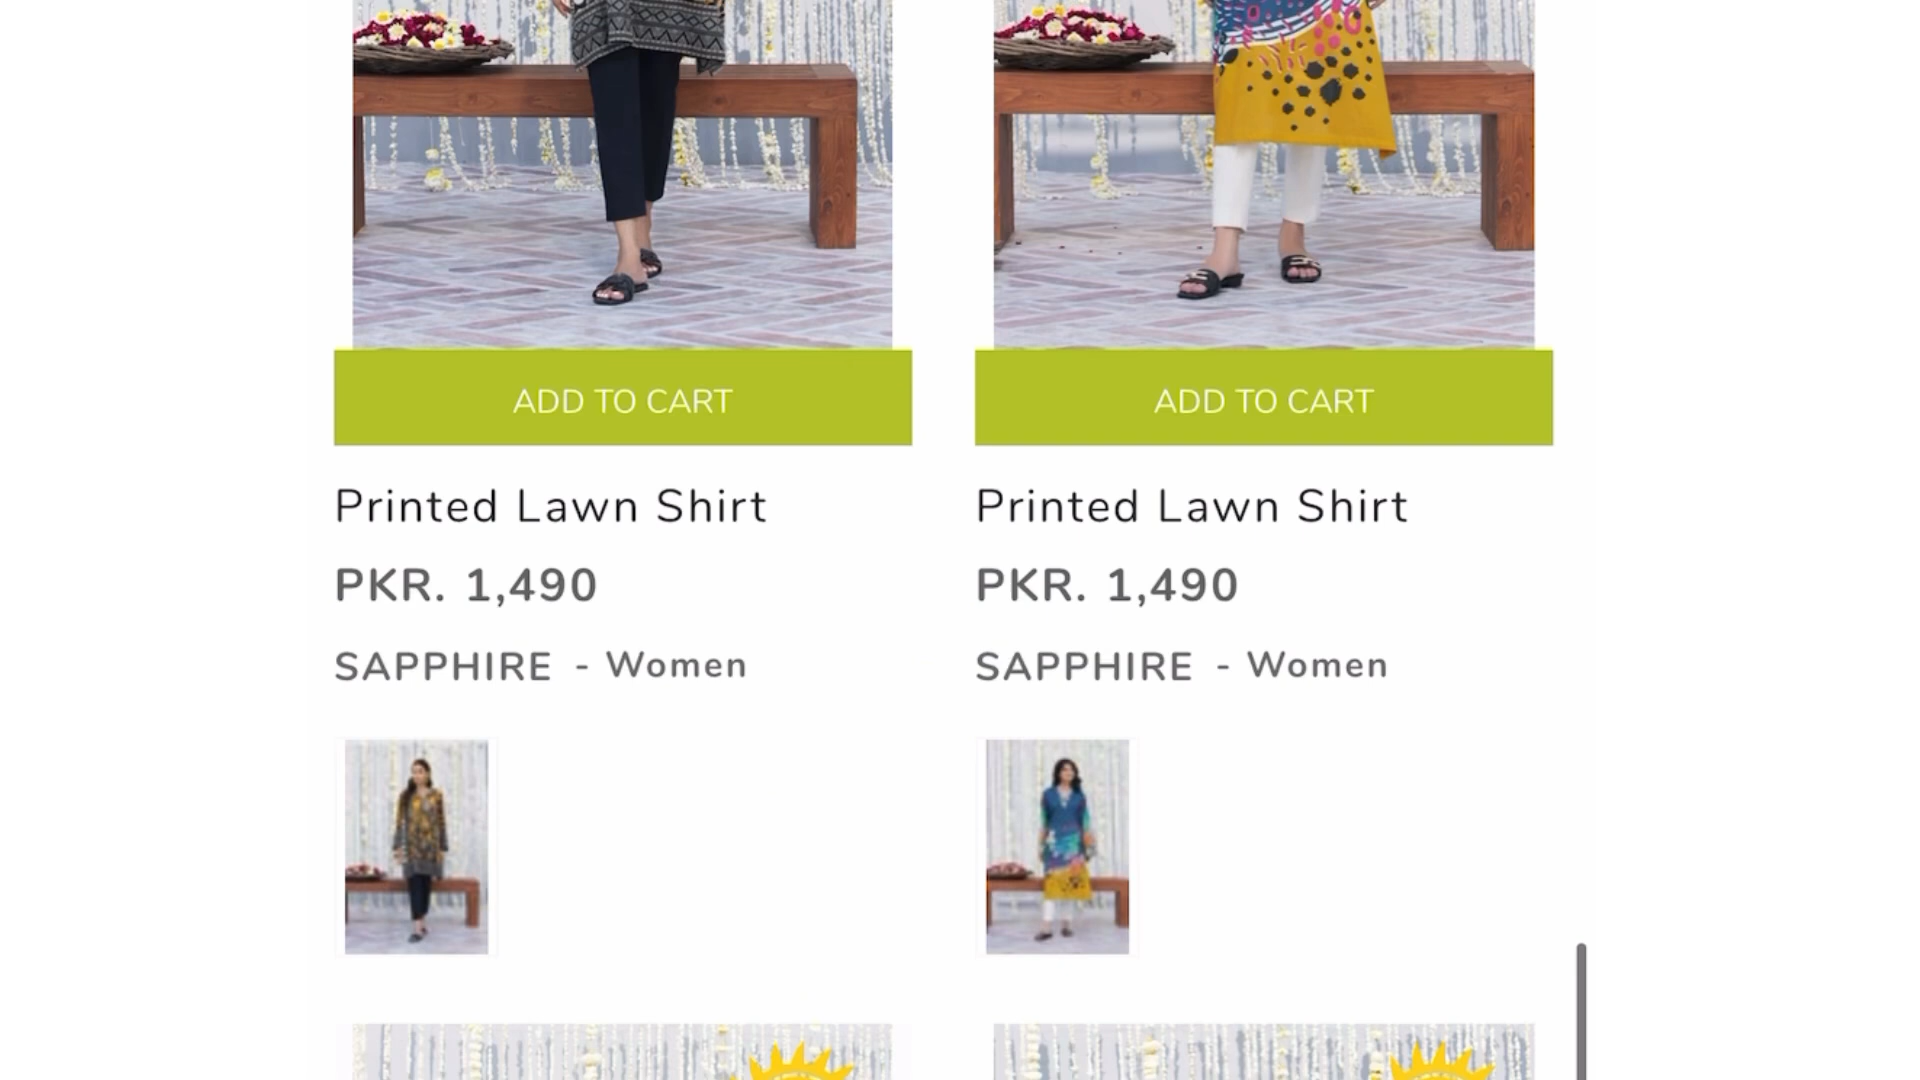 ADD TO CART
Printed Lawn Shirt
PKR. 1,490
SAPPHIRE - Women
ADD TO CART
Printed Lawn Shirt
PKR. 1,490
SAPPHIRE - Women